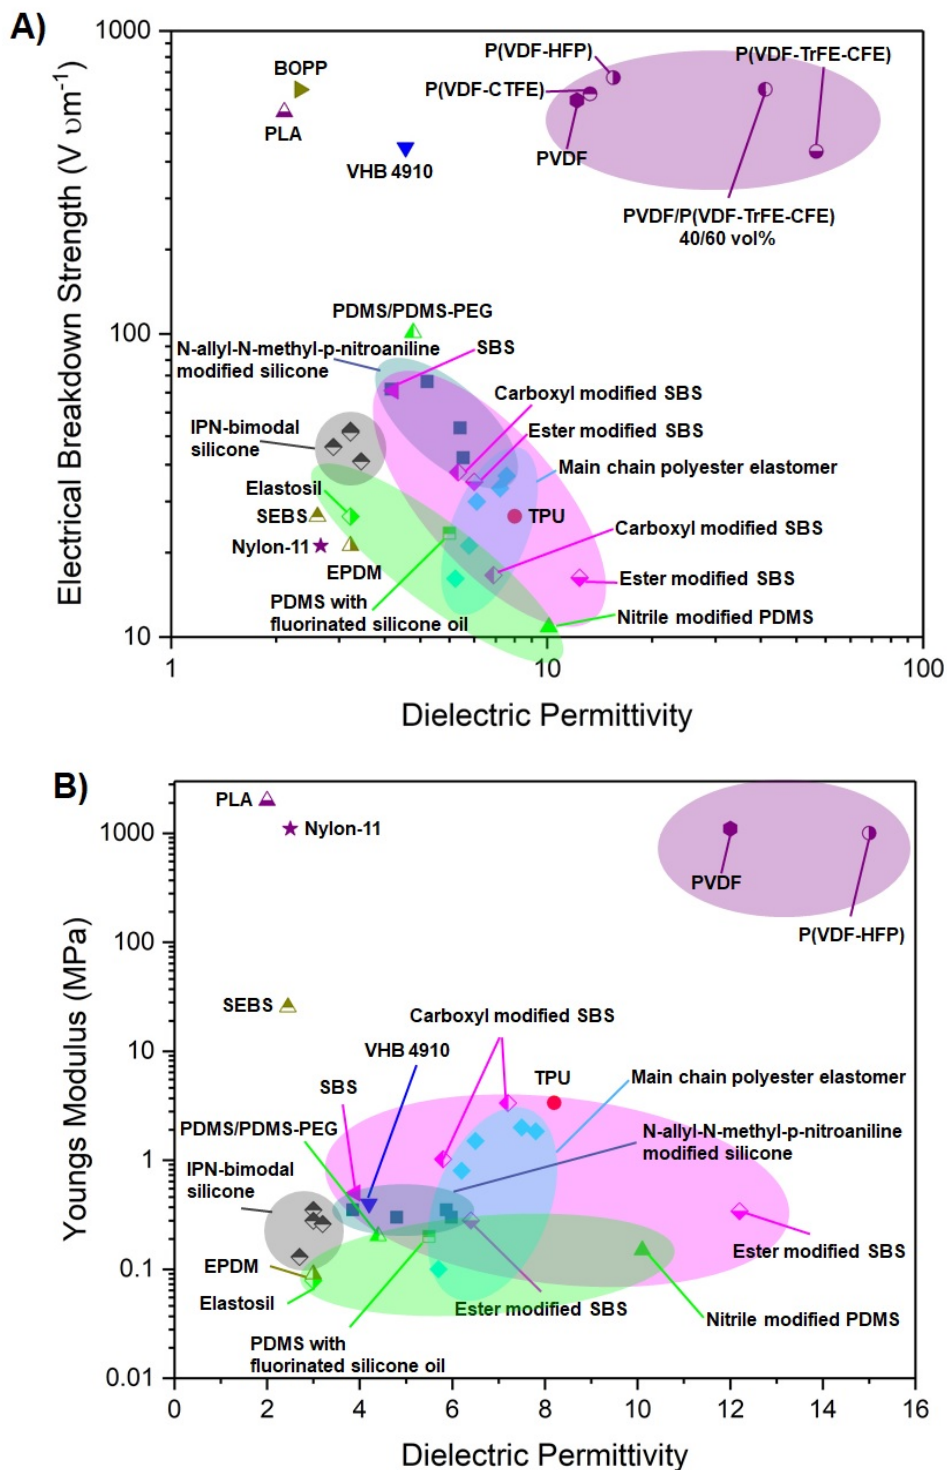 A)
1000
Electrical Breakdown Strength (V υm⁻¹)
P(VDF-HFP)
P(VDF-TrFE-CFE)
BOPP
P(VDF-CTFE)
PLA
PVDF
VHB 4910
PVDF/P(VDF-TrFE-CFE)
40/60 vol%
PDMS/PDMS-PEG
100
N-allyl-N-methyl-p-nitroaniline
modified silicone
SBS
Carboxyl modified SBS
IPN-bimodal
silicone
Ester modified SBS
Main chain polyester elastomer
Elastosil
SEBS
TPU
Carboxyl modified SBS
Nylon-11
EPDM
Ester modified SBS
PDMS with
fluorinated silicone oil
Nitrile modified PDMS
10
1
10
100
Dielectric Permittivity
B)
Youngs Modulus (MPa)
PLA
Nylon-11
1000
PVDF
P(VDF-HFP)
100
SEBS
Carboxyl modified SBS
10
VHB 4910
TPU
Main chain polyester elastomer
SBS
PDMS/PDMS-PEG
N-allyl-N-methyl-p-nitroaniline
modified silicone
IPN-bimodal
silicone
1
Ester modified SBS
EPDM
0.1
Elastosil
Ester modified SBS
Nitrile modified PDMS
PDMS with
fluorinated silicone oil
0.01
0 2 4 6 8 10 12 14 16
Dielectric Permittivity